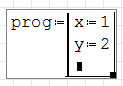 prog:= x:= 1
y:= 2